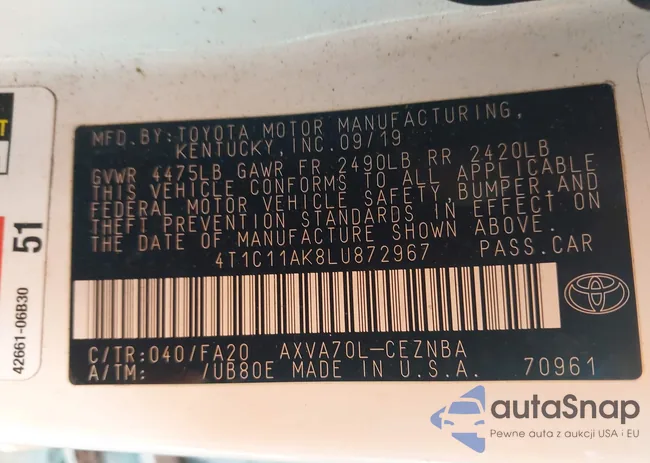 MFD.BY:TOYOTA MOTOR MANUFACTURING,
KENTUCKY, INC.09/19
GVWR 4475LB GAWR FR 2490LB RR 2420LB
THIS VEHICLE CONFORMS TO ALL APPLICABLE
FEDERAL MOTOR VEHICLE SAFETY,BUMPER,AND
THEFT PREVENTION STANDARDS IN EFFECT ON
THE DATE OF MANUFACTURE SHOWN ABOVE.
4T1C11AK8LU872967 PASS.CAR
C/TR:040/FA20 AXVA70L-CEZNBA
A/TM: /UB80E MADE IN U.S.A. 70961
51
42661-06B30
T
autaSnap
Pewne auta z aukcji USA i EU